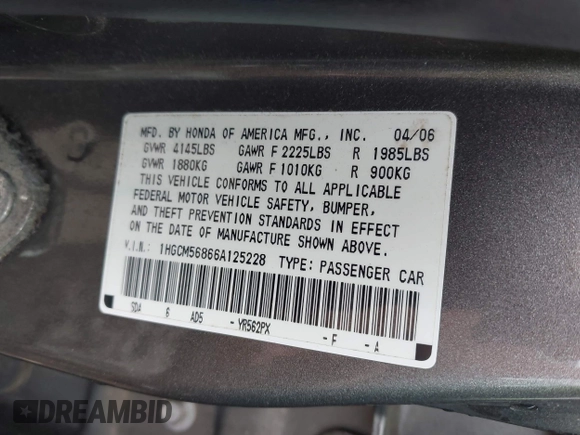 MFD. BY HONDA OF AMERICA MFG., INC. 04/06
GVWR 4145LBS GAWR F 2225LBS R 1985LBS
GVWR 1880KG GAWR F 1010KG R 900KG
THIS VEHICLE CONFORMS TO ALL APPLICABLE
FEDERAL MOTOR VEHICLE SAFETY, BUMPER,
AND THEFT PREVENTION STANDARDS IN EFFECT
ON THE DATE OF MANUFACTURE SHOWN ABOVE.
V.I.N.: 1HGCM56866A125228 TYPE: PASSENGER CAR
SDA 6 AD5 -YR562PX -F -A
DREAMBID